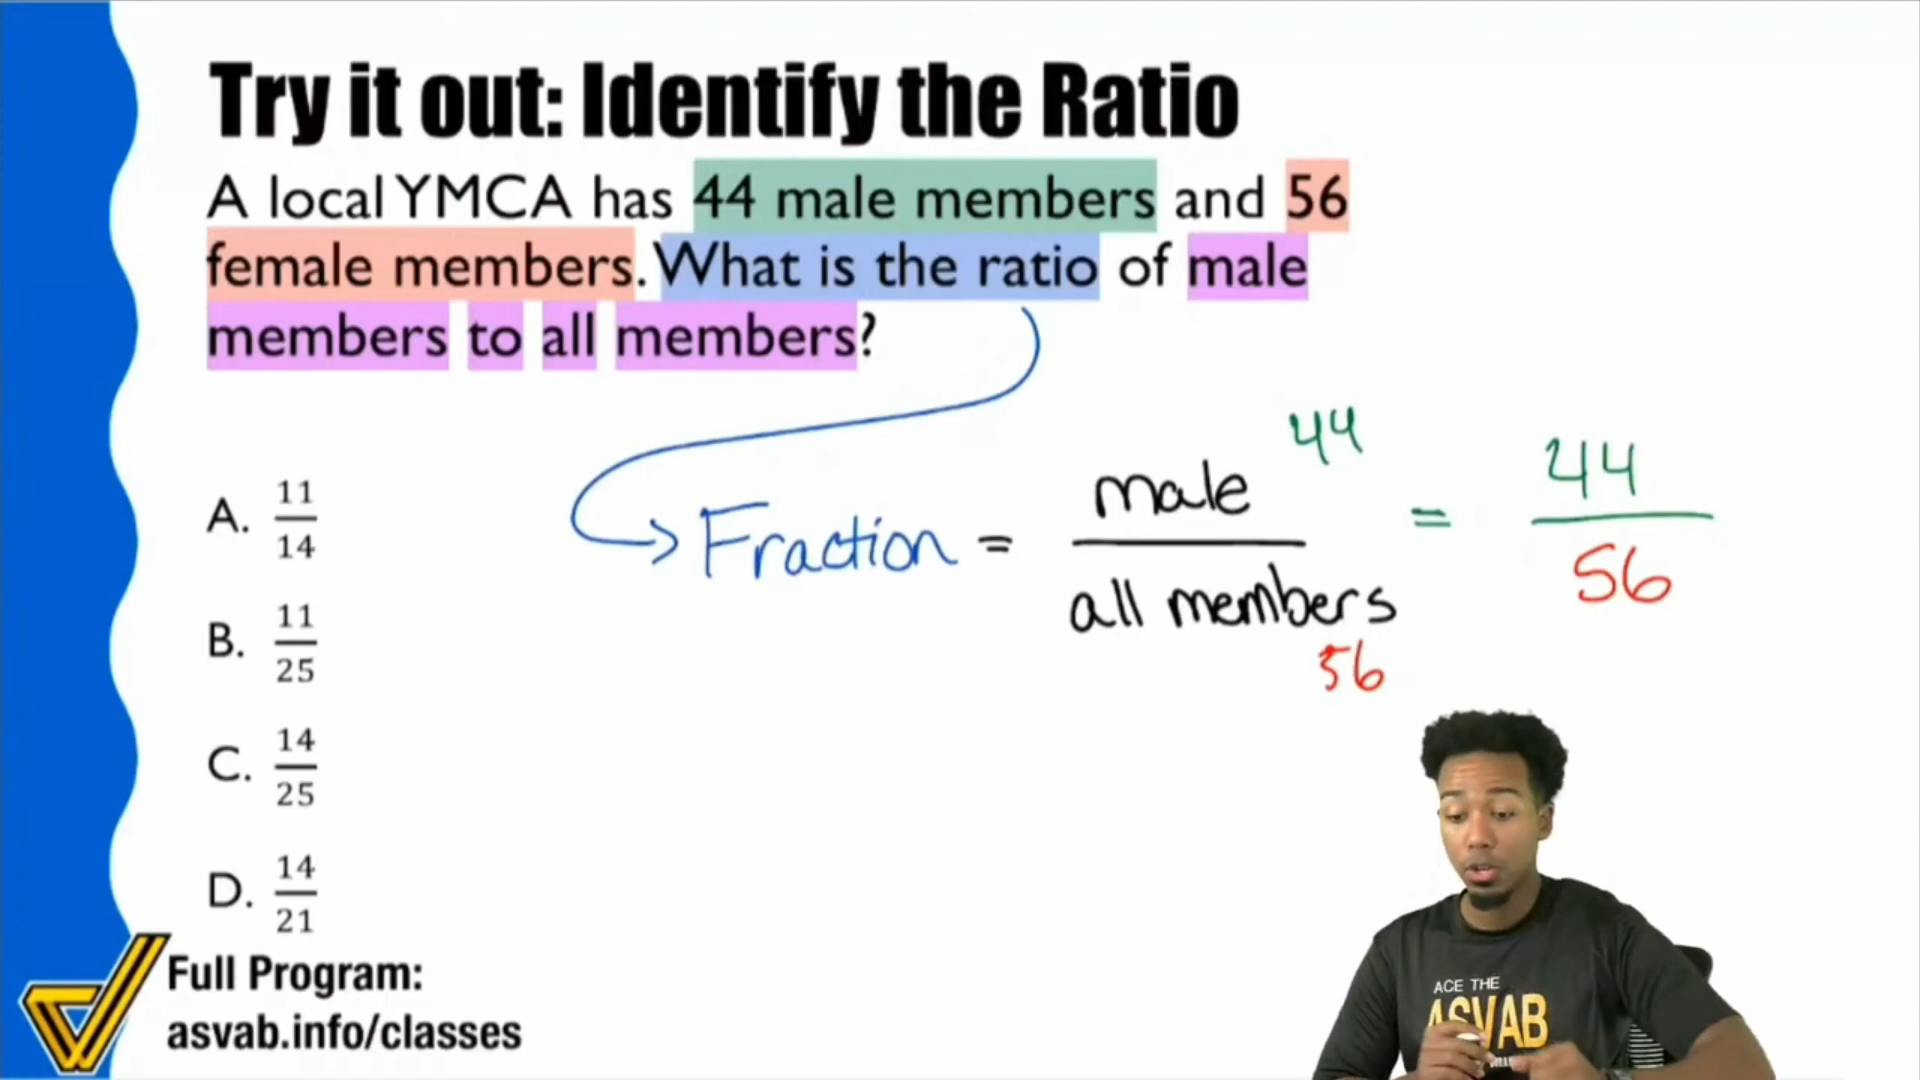 Try it out: Identify the Ratio
A local YMCA has 44 male members and 56
female members. What is the ratio of male
members to all members?
A. 11/14
B. 11/25
C. 14/25
D. 14/21
Fraction = male 44 / all members 56 = 44/56
Full Program:
asvab.info/classes
ACE THE
ASVAB